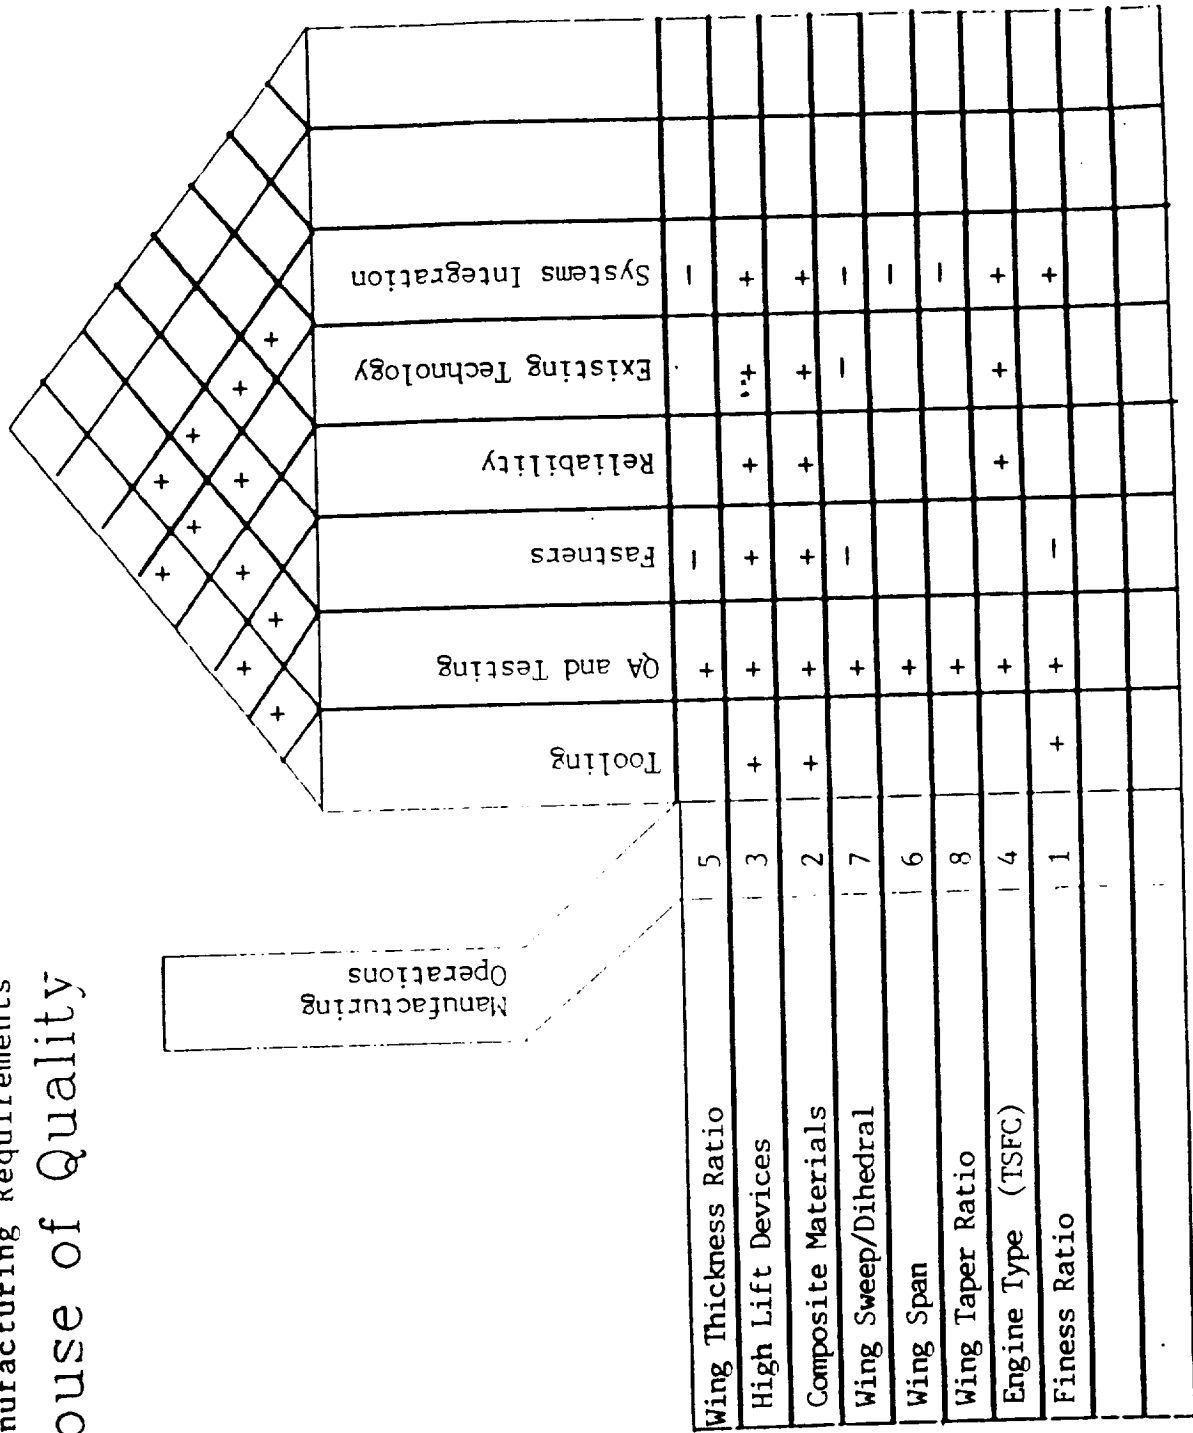 nufacturing Requirements
ouse of Quality
Manufacturing
Operations
Tooling
QA and Testing
Fastners
Reliability
Existing Technology
Systems Integration
Wing Thickness Ratio 5 + - -
High Lift Devices 3 + + + + + +
Composite Materials 2 + + + + + +
Wing Sweep/Dihedral 7 + - - -
Wing Span 6 + -
Wing Taper Ratio 8 + -
Engine Type (TSFC) 4 + + + +
Finess Ratio 1 + + - +